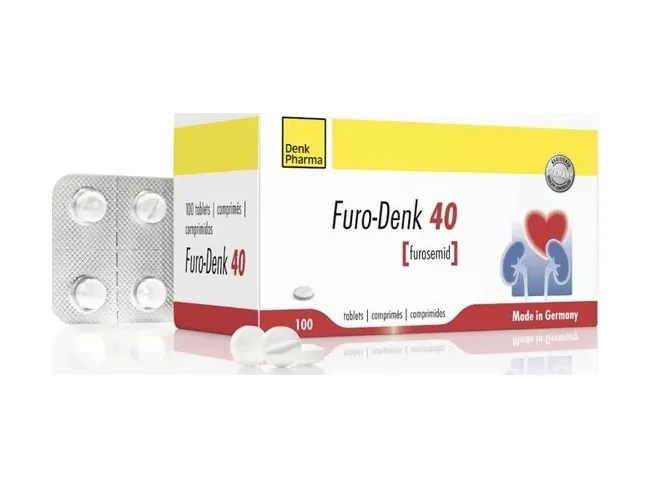 Denk
Pharma
100 tablets | comprimés |
comprimidos
Furo-Denk 40
Furo-Denk 40
[furosemid]
GERMANY
100
tablets | comprimés | comprimidos
Made in Germany